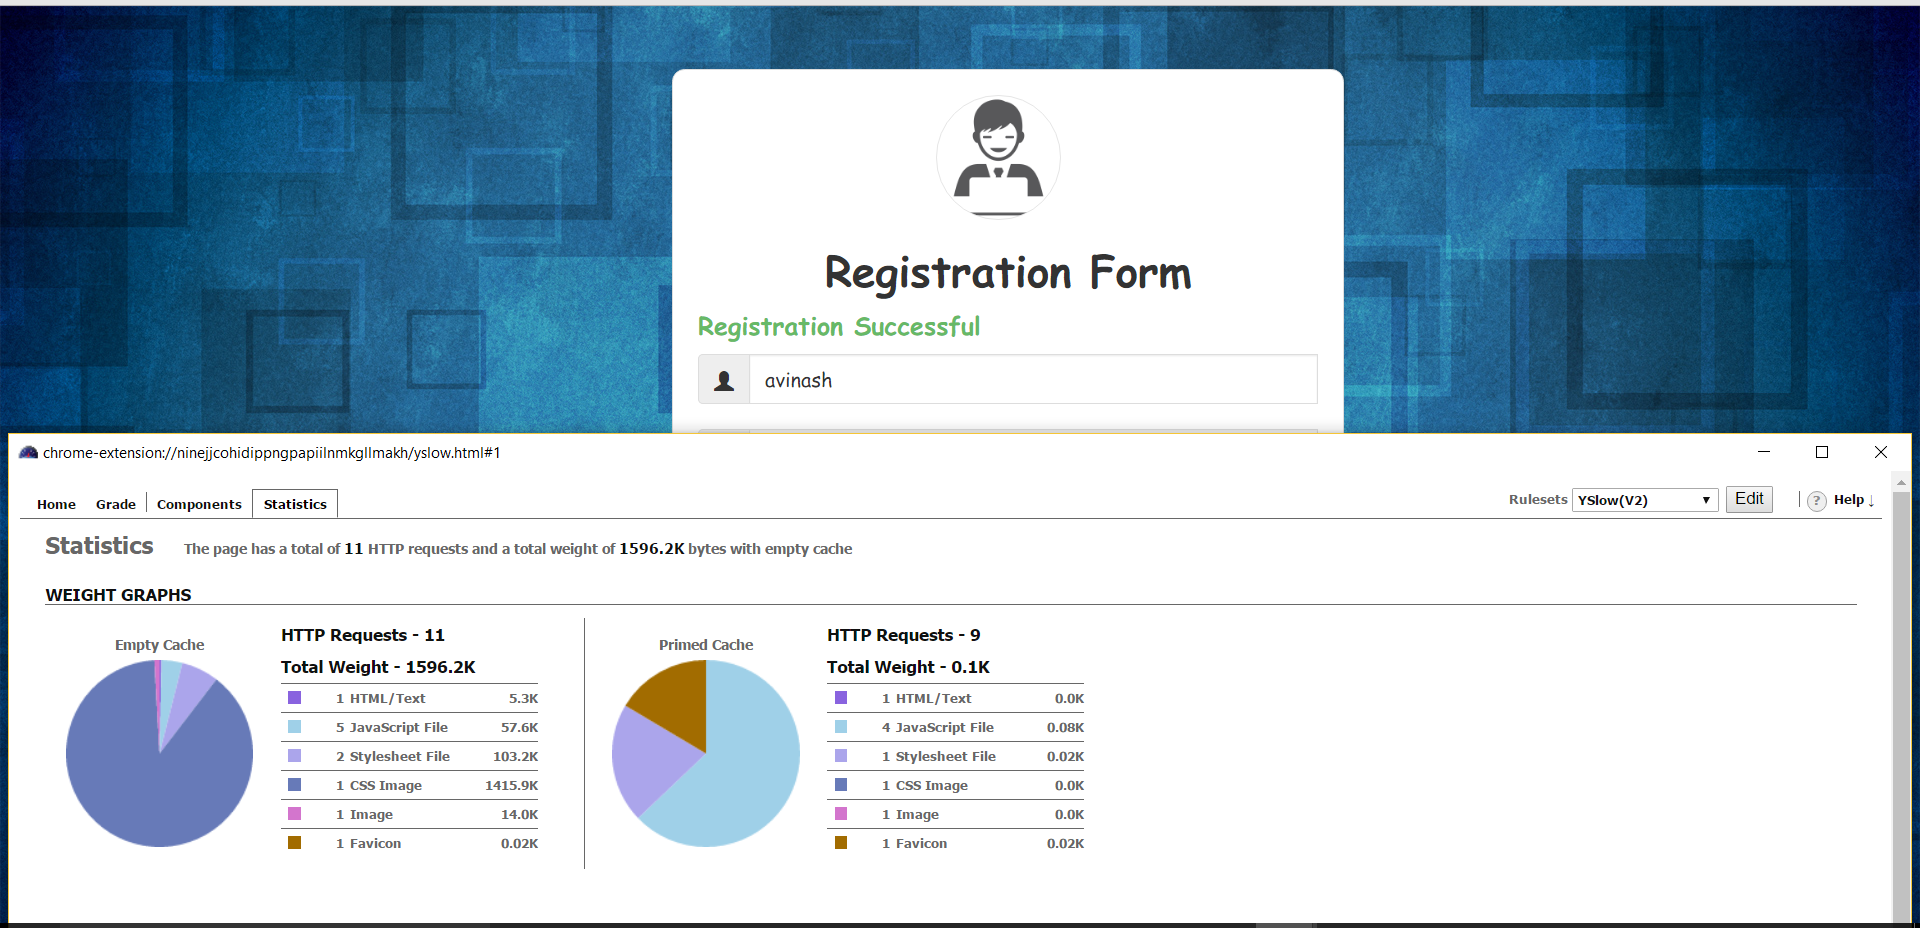 Registration Form
Registration Successful
avinash
chrome-extension://ninejjcohidippngpapiilnmkgllmakh/yslow.html#1
Home Grade Components Statistics Rulesets YSlow(V2) Edit ? Help ↓
Statistics The page has a total of 11 HTTP requests and a total weight of 1596.2K bytes with empty cache
WEIGHT GRAPHS
Empty Cache
HTTP Requests - 11
Total Weight - 1596.2K
1 HTML/Text 5.3K
5 JavaScript File 57.6K
2 Stylesheet File 103.2K
1 CSS Image 1415.9K
1 Image 14.0K
1 Favicon 0.02K
Primed Cache
HTTP Requests - 9
Total Weight - 0.1K
1 HTML/Text 0.0K
4 JavaScript File 0.08K
1 Stylesheet File 0.02K
1 CSS Image 0.0K
1 Image 0.0K
1 Favicon 0.02K